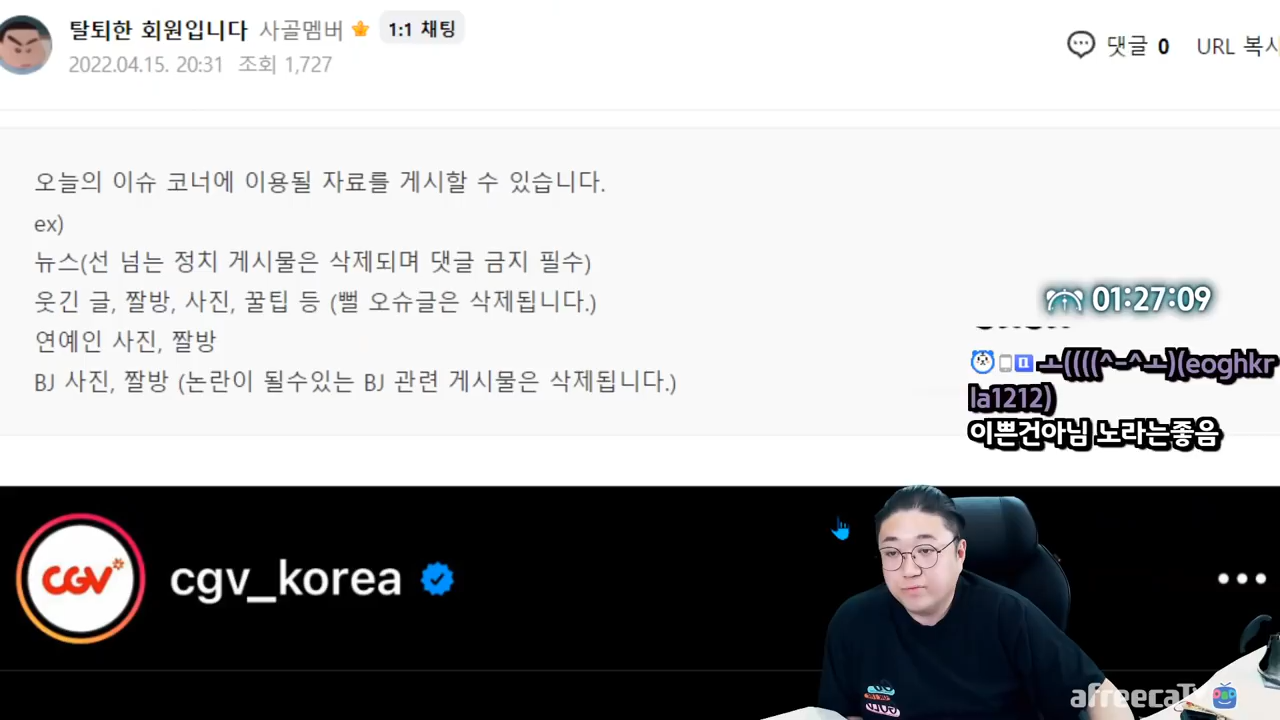 탈퇴한 회원입니다 사골멤버 1:1 채팅
2022.04.15. 20:31 조회 1,727
댓글 0 URL 복사
오늘의 이슈 코너에 이용될 자료를 게시할 수 있습니다.
ex)
뉴스(선 넘는 정치 게시물은 삭제되며 댓글 금지 필수)
웃긴 글, 짤방, 사진, 꿀팁 등 (뻘 오슈글은 삭제됩니다.)
연예인 사진, 짤방
BJ 사진, 짤방 (논란이 될수있는 BJ 관련 게시물은 삭제됩니다.)
01:27:09
ㅗ((((^-^ㅗ)(eoghkr
la1212)
이쁜건아님 노라는좋음
CGV
cgv_korea
afreecaTV